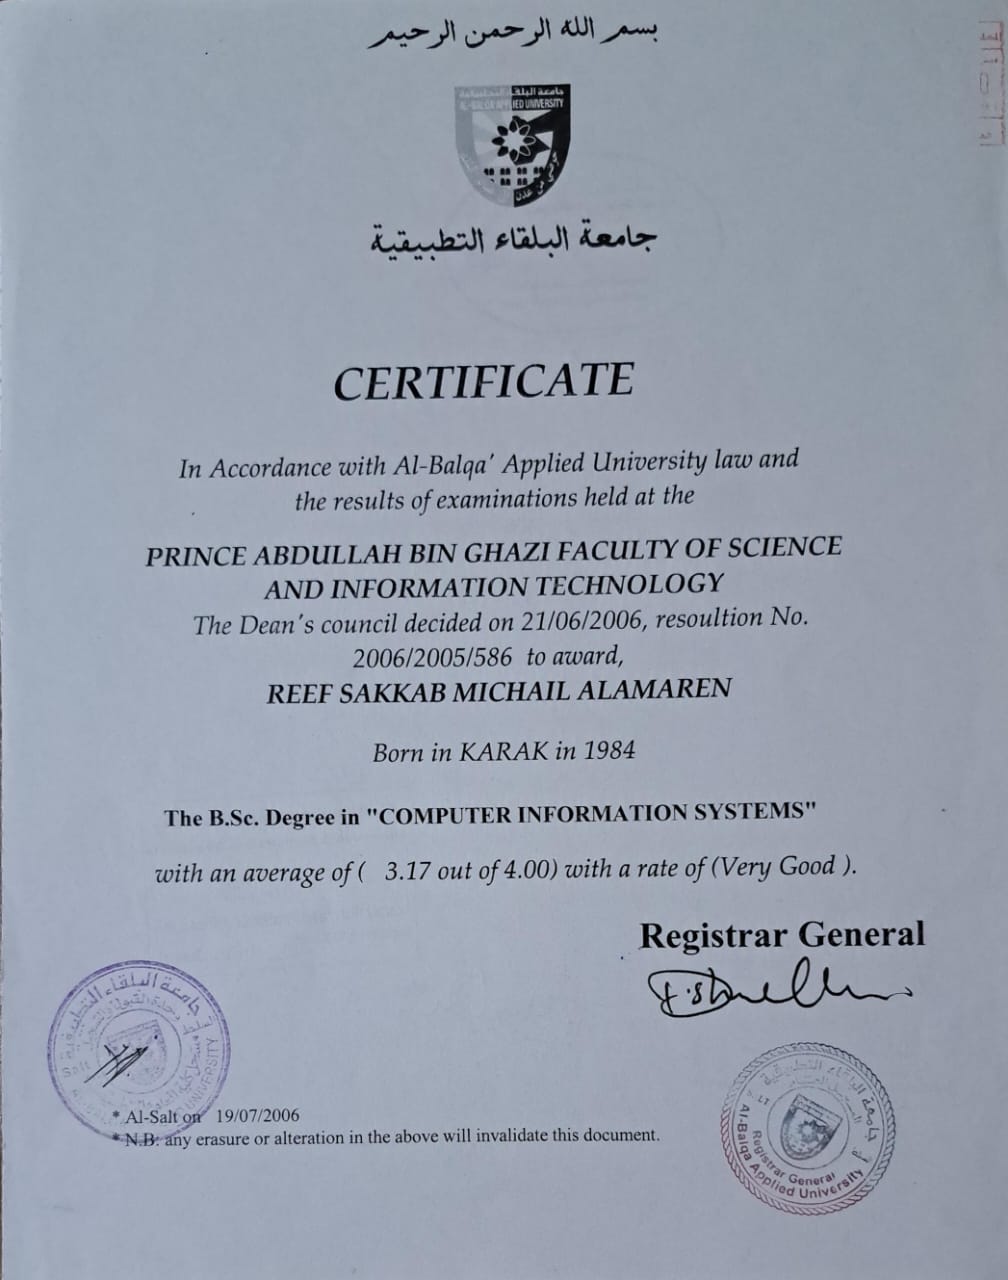 بسم الله الرحمن الرحيم
جامعة البلقاء التطبيقية
AL-BALQA APPLIED UNIVERSITY
جامعة البلقاء التطبيقية
CERTIFICATE
In Accordance with Al-Balqa' Applied University law and
the results of examinations held at the
PRINCE ABDULLAH BIN GHAZI FACULTY OF SCIENCE
AND INFORMATION TECHNOLOGY
The Dean's council decided on 21/06/2006, resoultion No.
2006/2005/586 to award,
REEF SAKKAB MICHAIL ALAMAREN
Born in KARAK in 1984
The B.Sc. Degree in "COMPUTER INFORMATION SYSTEMS"
with an average of ( 3.17 out of 4.00) with a rate of (Very Good ).
Registrar General
جامعة البلقاء التطبيقية
Salt
UNIVERSITY
* Al-Salt on 19/07/2006
* N.B: any erasure or alteration in the above will invalidate this document.
جامعة البلقاء التطبيقية
Registrar General
Al-Balqa Applied University